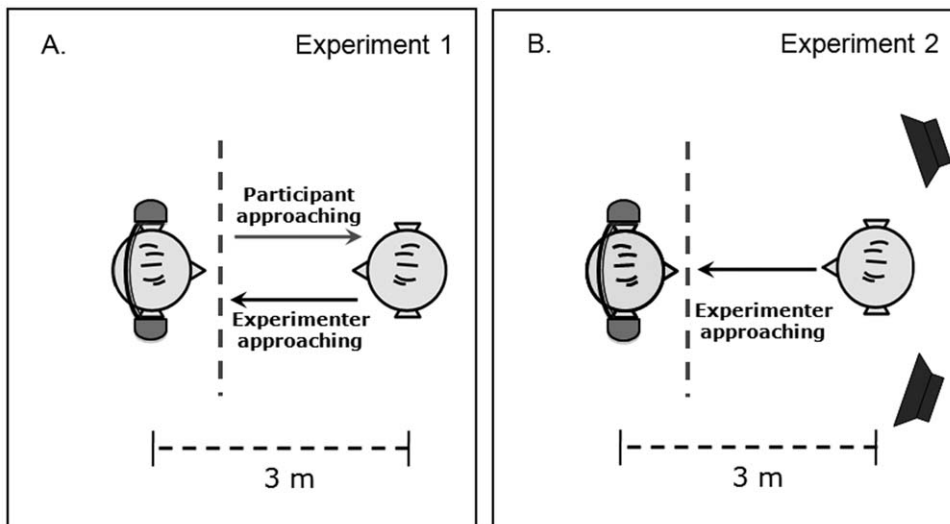 A.
Experiment 1
Participant
approaching
Experimenter
approaching
3 m
B.
Experiment 2
Experimenter
approaching
3 m